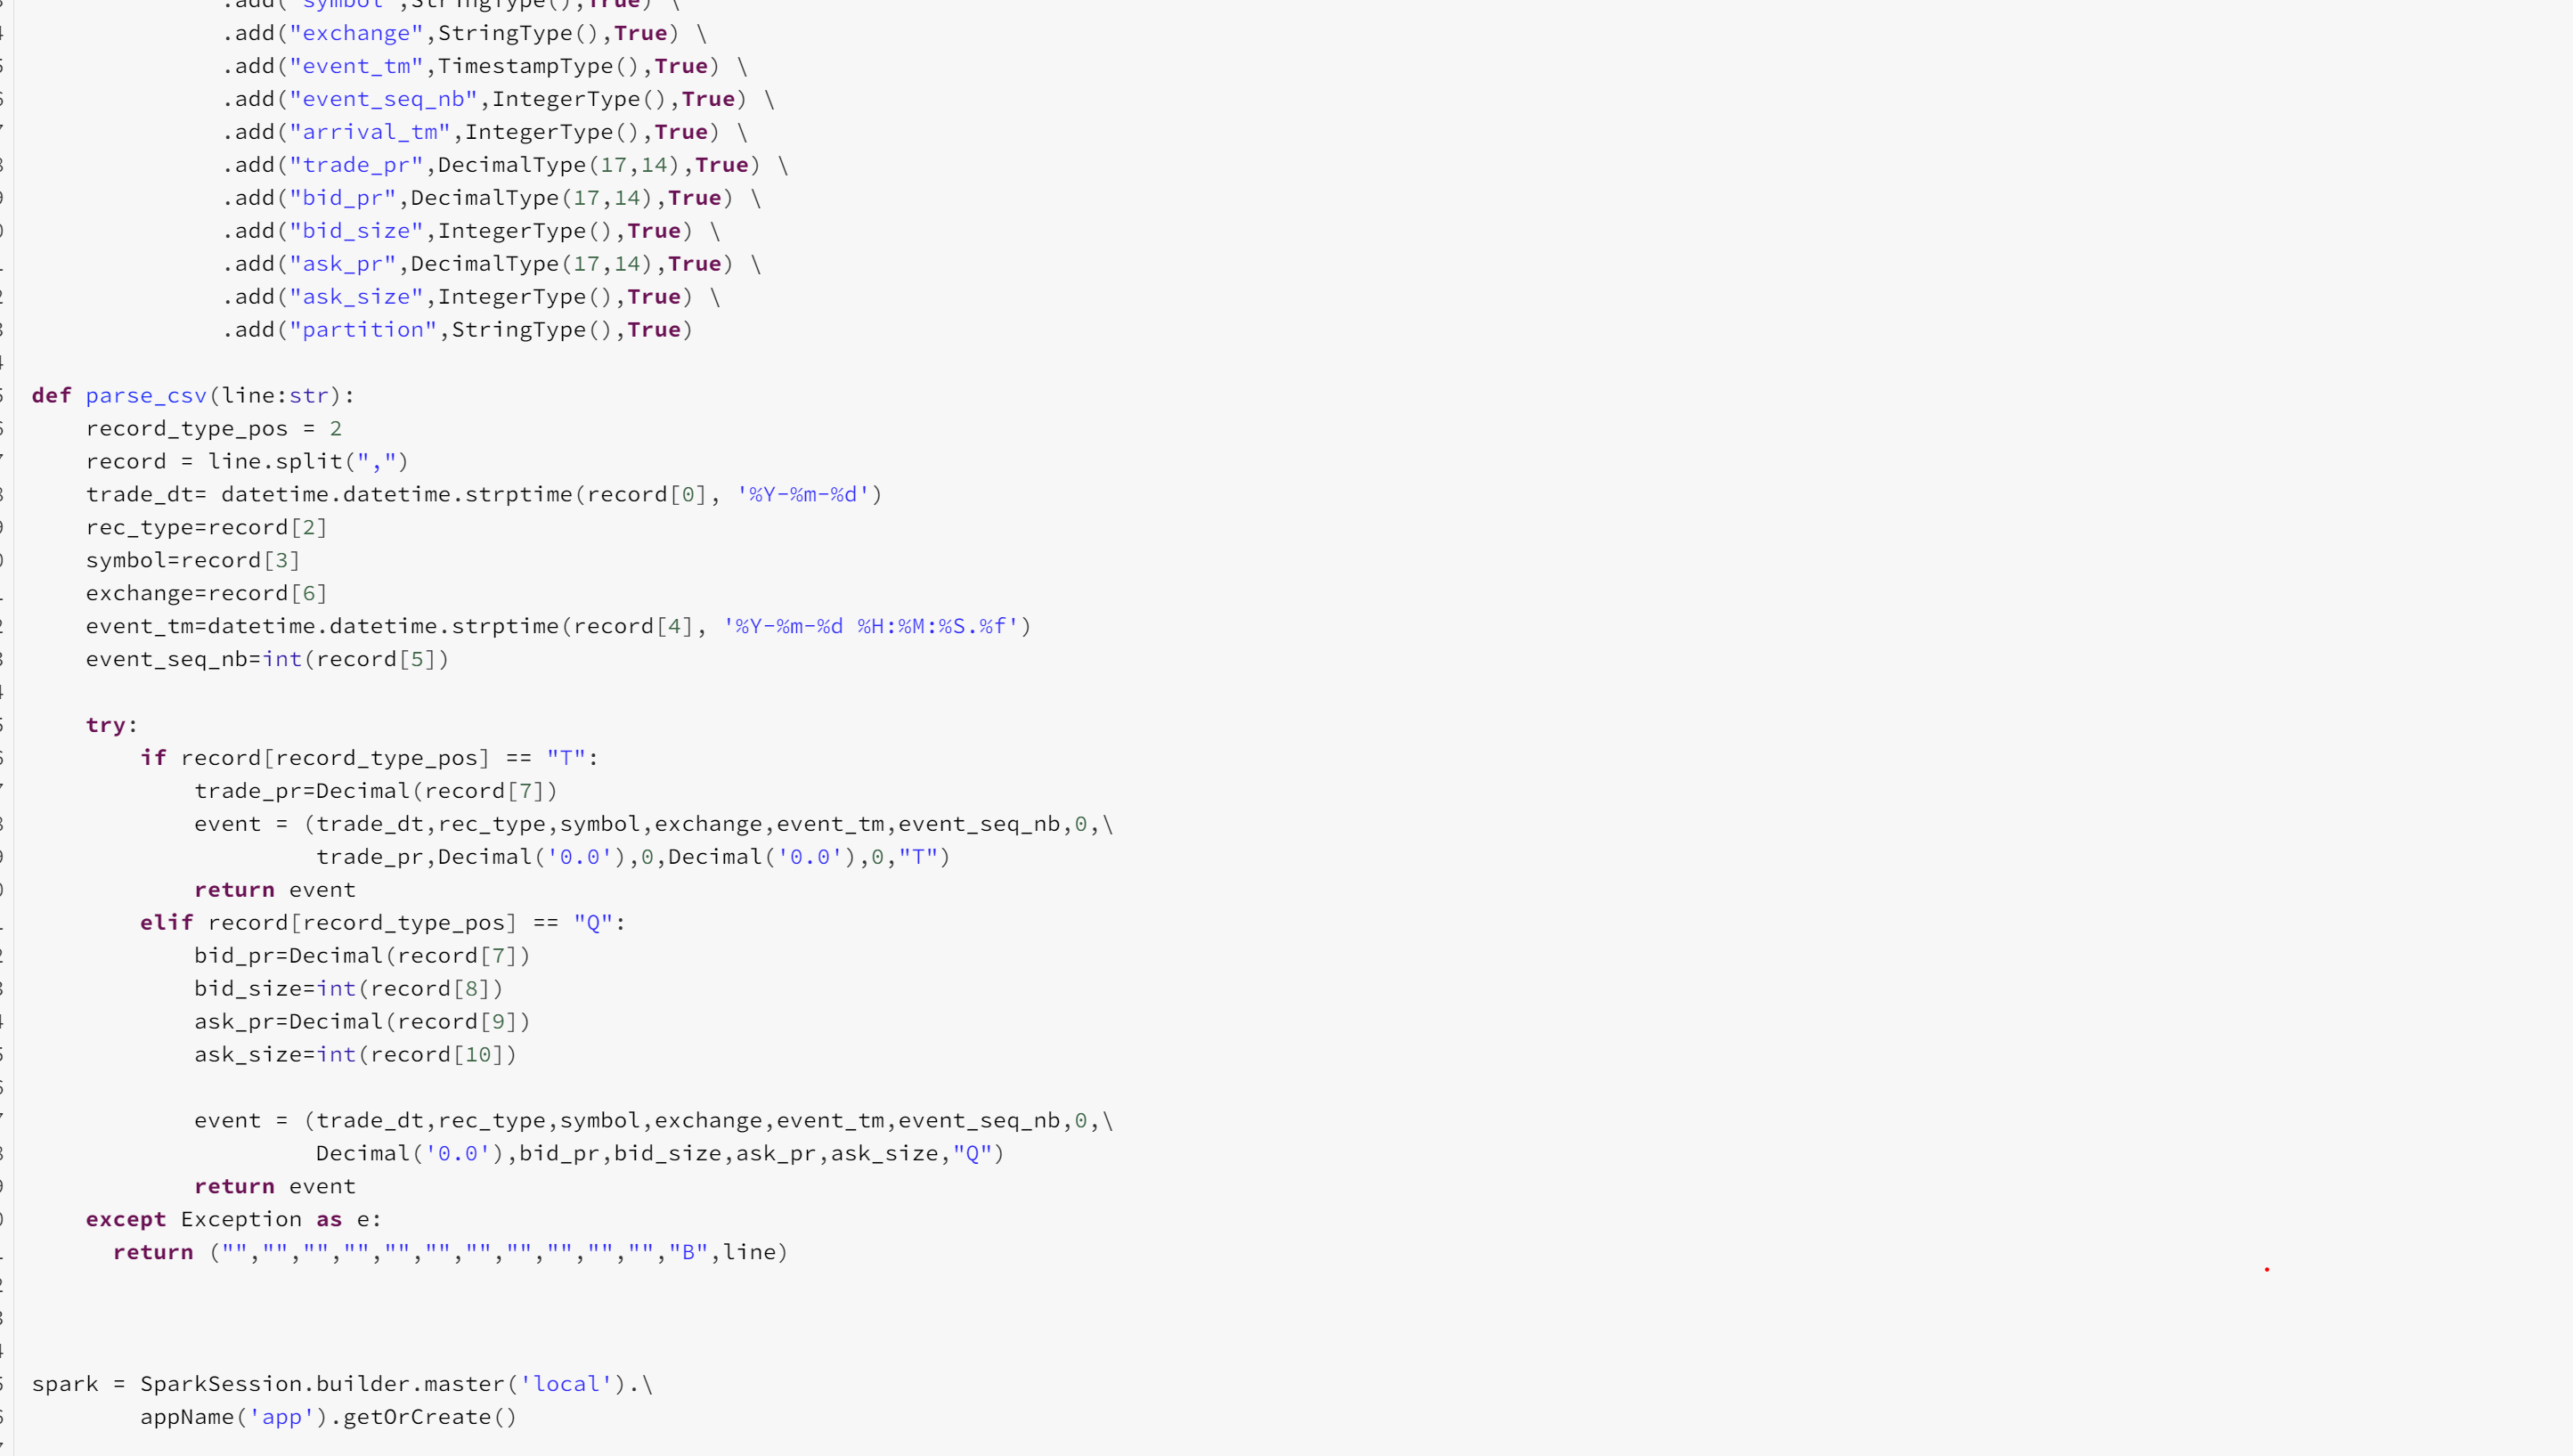 .add("symbol",StringType(),True) \
.add("exchange",StringType(),True) \
.add("event_tm",TimestampType(),True) \
.add("event_seq_nb",IntegerType(),True) \
.add("arrival_tm",IntegerType(),True) \
.add("trade_pr",DecimalType(17,14),True) \
.add("bid_pr",DecimalType(17,14),True) \
.add("bid_size",IntegerType(),True) \
.add("ask_pr",DecimalType(17,14),True) \
.add("ask_size",IntegerType(),True) \
.add("partition",StringType(),True)
def parse_csv(line:str):
record_type_pos = 2
record = line.split(",")
trade_dt= datetime.datetime.strptime(record[0], '%Y-%m-%d')
rec_type=record[2]
symbol=record[3]
exchange=record[6]
event_tm=datetime.datetime.strptime(record[4], '%Y-%m-%d %H:%M:%S.%f')
event_seq_nb=int(record[5])
try:
if record[record_type_pos] == "T":
trade_pr=Decimal(record[7])
event = (trade_dt,rec_type,symbol,exchange,event_tm,event_seq_nb,0,\
trade_pr,Decimal('0.0'),0,Decimal('0.0'),0,"T")
return event
elif record[record_type_pos] == "Q":
bid_pr=Decimal(record[7])
bid_size=int(record[8])
ask_pr=Decimal(record[9])
ask_size=int(record[10])
event = (trade_dt,rec_type,symbol,exchange,event_tm,event_seq_nb,0,\
Decimal('0.0'),bid_pr,bid_size,ask_pr,ask_size,"Q")
return event
except Exception as e:
return ("","","","","","","","","","","","B",line)
spark = SparkSession.builder.master('local').\
appName('app').getOrCreate()